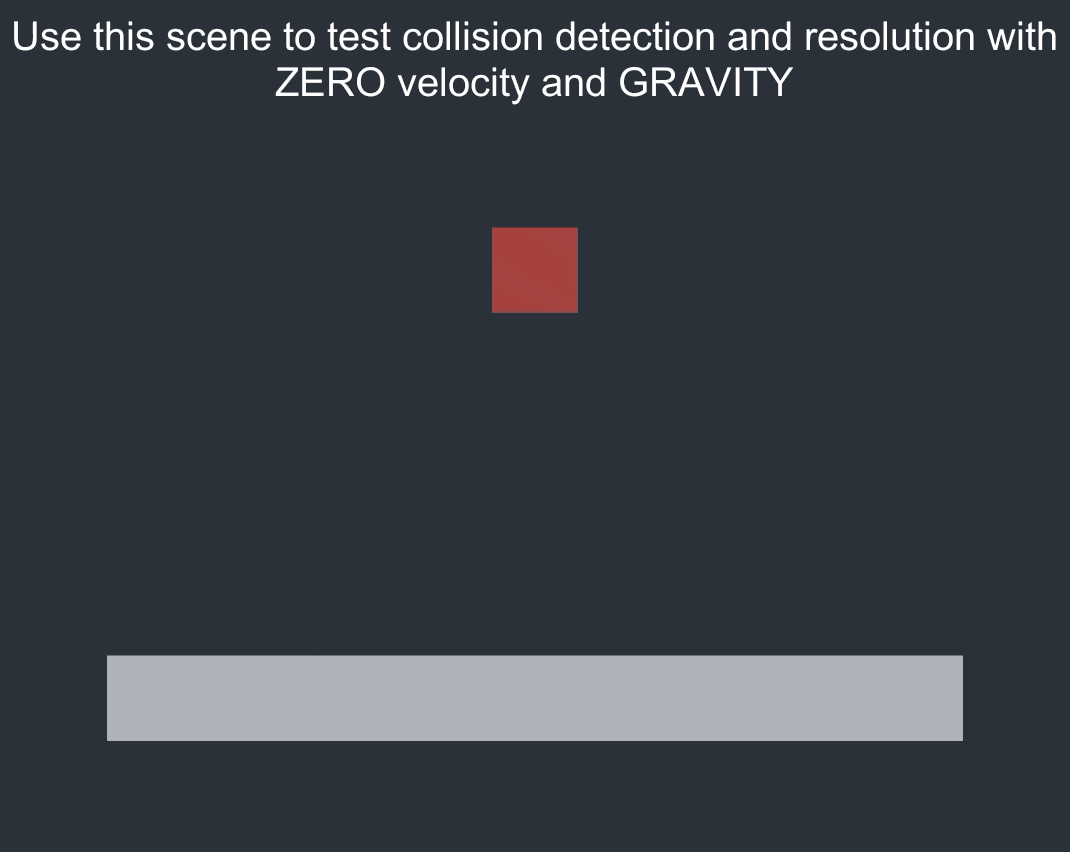 Use this scene to test collision detection and resolution with
ZERO velocity and GRAVITY